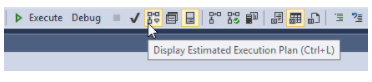 Execute Debug
Display Estimated Execution Plan (Ctrl+L)